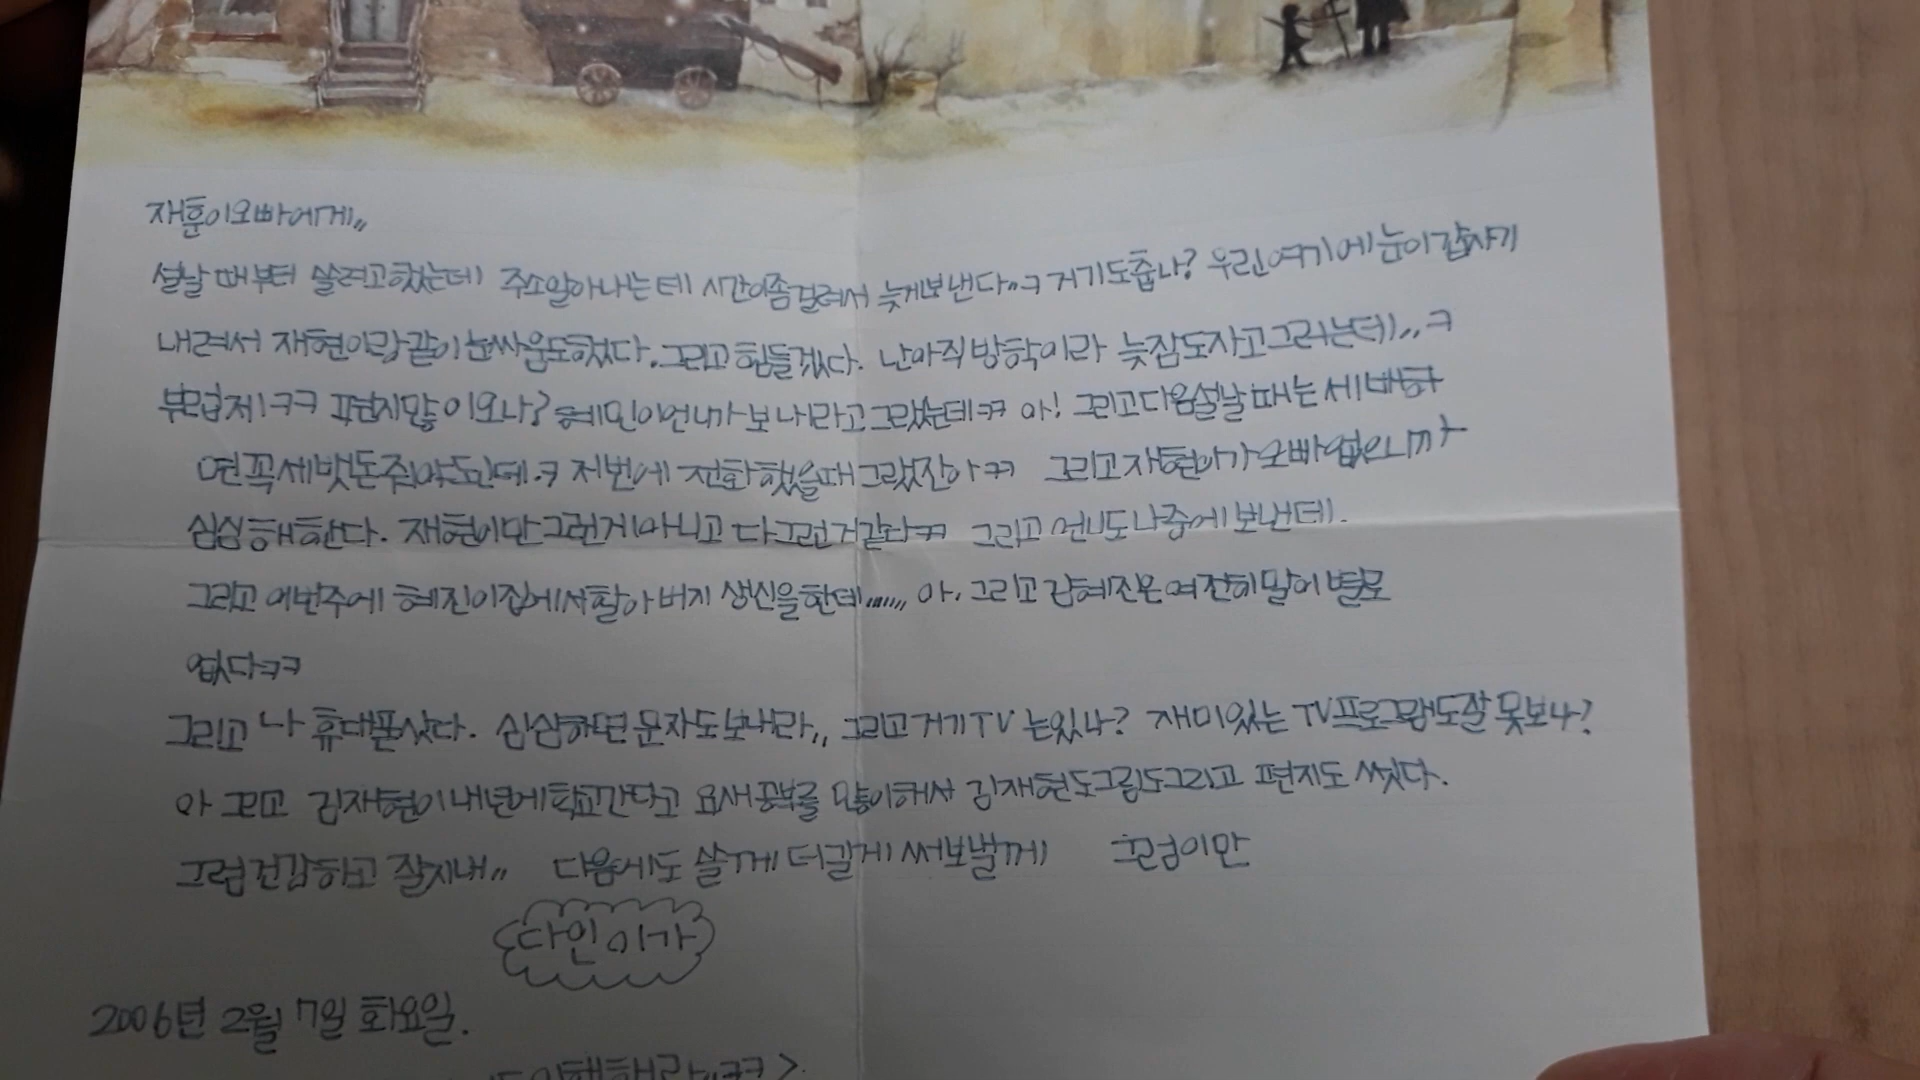 재훈이오빠에게,,
설날 때부터 쓸려고했는데 주소알아나는데 시간이좀걸려서 늦게보낸다,,ㅋ 거기도춥나? 우린여기에 눈이갑자기
내려서 재현이랑같이 눈싸움도했다. 그리고 힘들겠다. 난아직방학이라 늦잠도자고그러는데,,ㅋ
부럽제ㅋㅋ 편지많이오나? 혜민이언니가보내라고그랬는데ㅋㅋ 아! 그리고다음설날때는세배하
면 꼭세벳돈줘야된데.ㅋ 저번에 전화했을때그랬잖아ㅋㅋ 그리고재현이가오빠없으니까
심심해한다. 재현이만그런게아니고 다그런거같다ㅋㅋ 그리고 언니도나중에보낸데.
그리고 이번주에 혜진이집에서할아버지 생신을한데,,,,,, 아, 그리고 김혜진은여전히말이별로
없다ㅋㅋ
그리고 나 휴대폰샀다. 심심하면문자도보내라,, 그리고거기TV는있나? 재미있는TV프로그램도잘못보나?
아 그리고 김재현이내년에학교간다고 요새공부를 많이해서 김재현도그림도그리고 편지도 썼다.
그럼건강하고 잘지내,, 다음에도 쓸께 더길게써보낼께 그럼이만
다인이가
2006년 2월 7일 화요일.
해라,,ㅋㅋ>